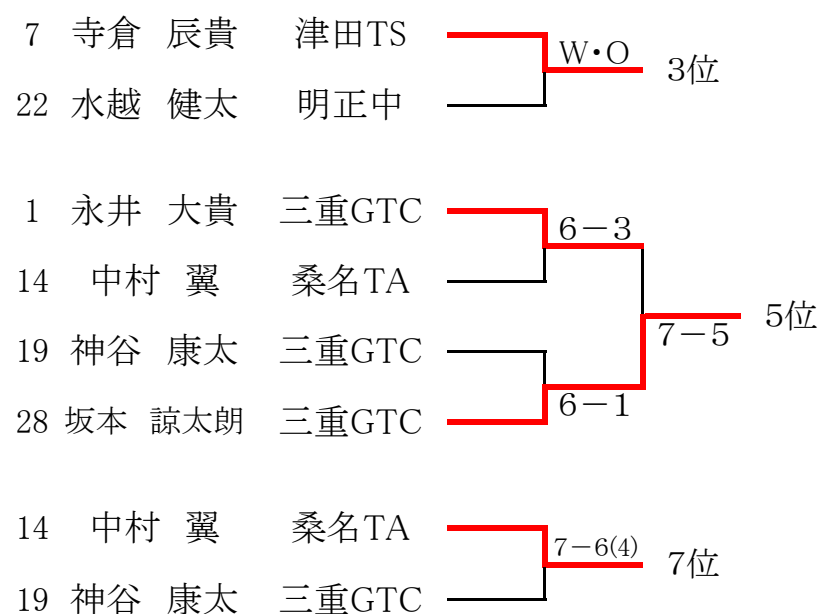 7 寺倉 辰貴 津田TS
W・O
3位
22 水越 健太 明正中
1 永井 大貴 三重GTC
6-3
14 中村 翼 桑名TA
7-5
5位
19 神谷 康太 三重GTC
6-1
28 坂本 諒太朗 三重GTC
14 中村 翼 桑名TA
7-6(4)
7位
19 神谷 康太 三重GTC